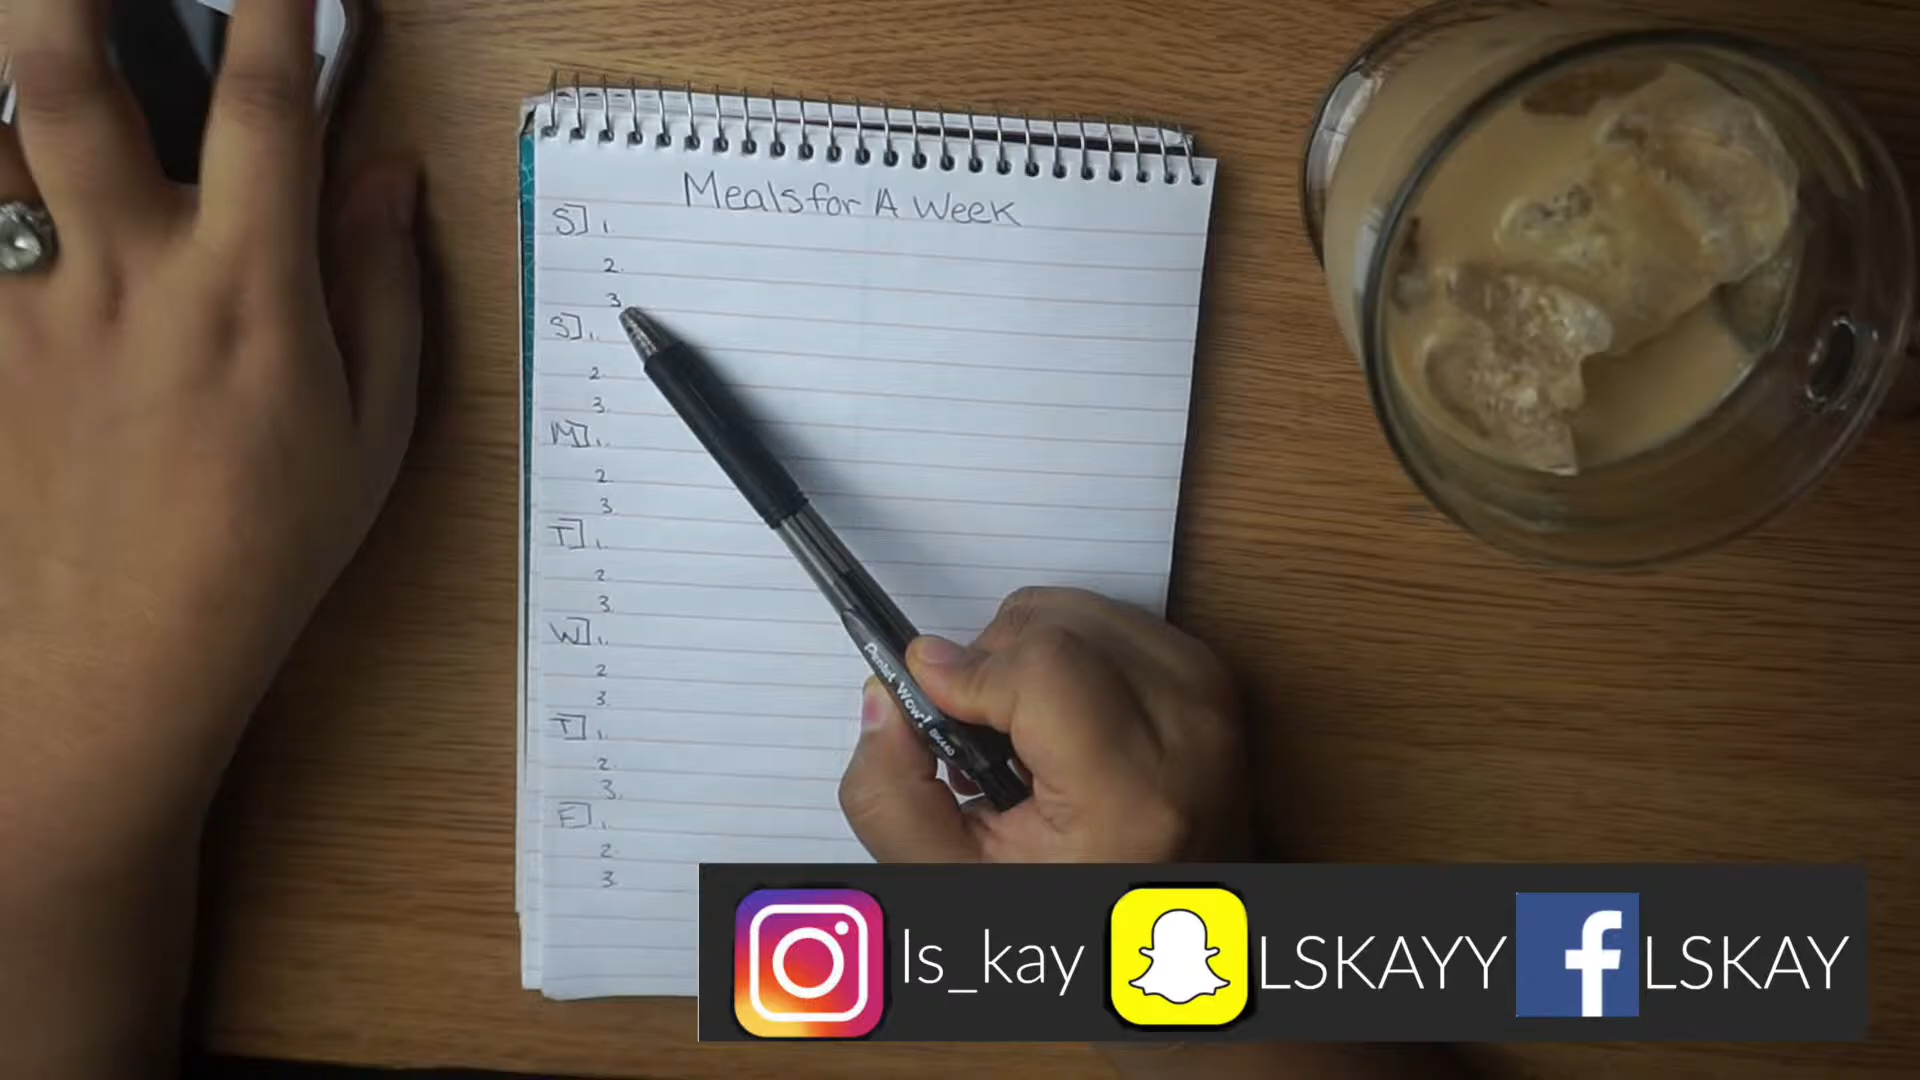 Meals for A Week
S] 1.
2.
3.
S] 1.
2.
3.
M] 1.
2.
3.
T] 1.
2.
3.
W] 1.
2.
3.
T] 1.
2.
3.
F] 1.
2.
3.
Pentel Wow! BK440
ls_kay LSKAYY LSKAY